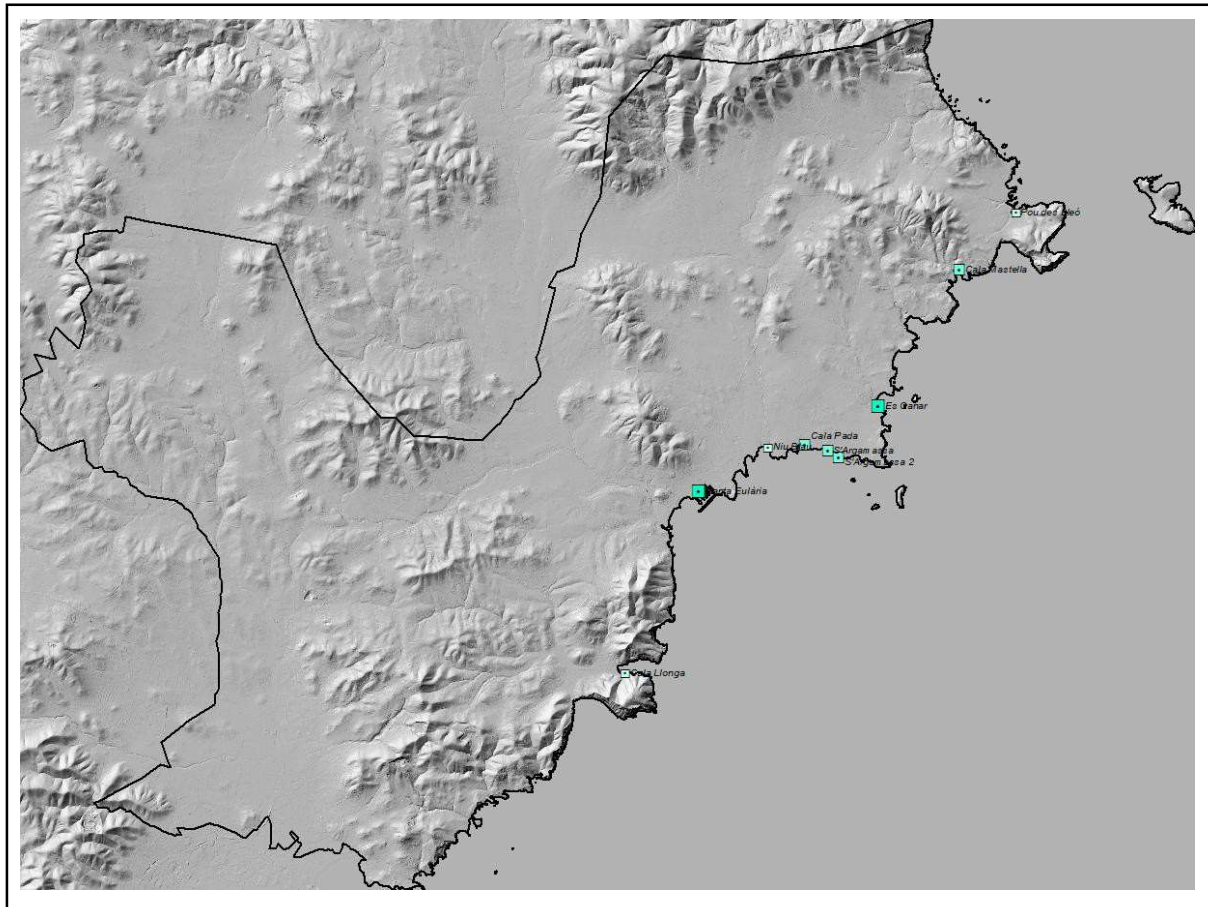 Pou des Lleó
Cala Mastella
Es Canar
Cala Pada
Niu Blau
S'Argamassa
S'Argamassa 2
Santa Eulària
Cala Llonga